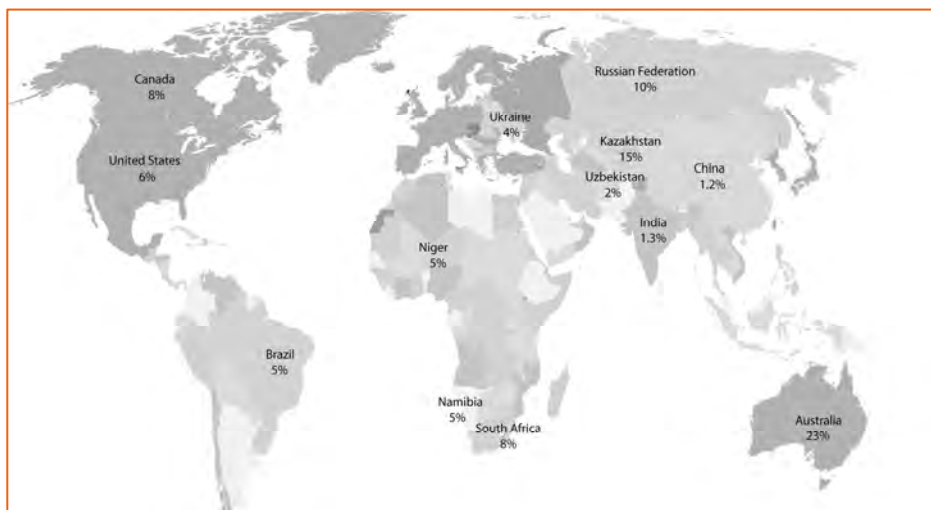 Canada
8%
United States
6%
Brazil
5%
Niger
5%
Namibia
5%
South Africa
8%
Ukraine
4%
Russian Federation
10%
Kazakhstan
15%
Uzbekistan
2%
China
1.2%
India
1.3%
Australia
23%